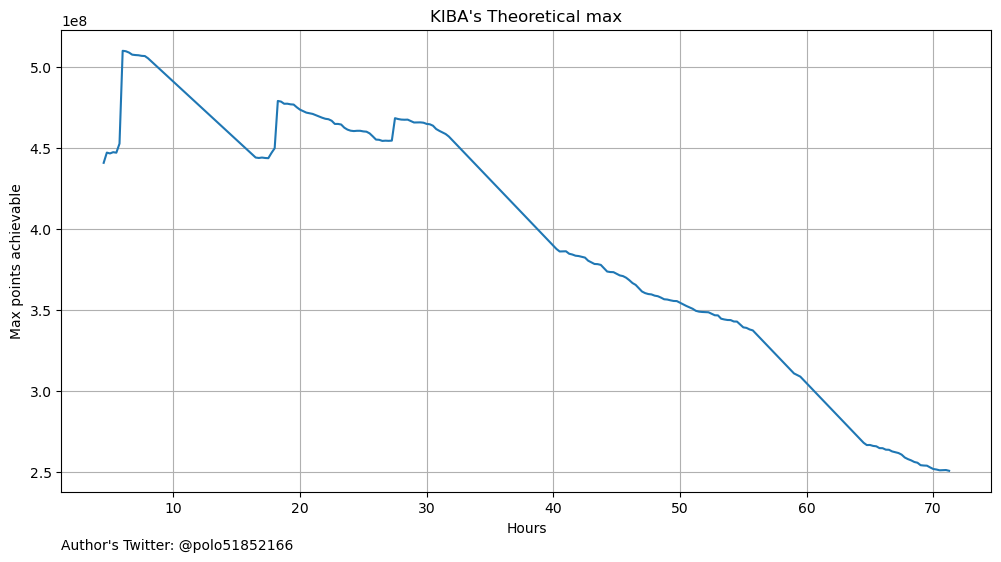 KIBA's Theoretical max
1e8
5.0
4.5
4.0
3.5
3.0
2.5
Max points achievable
10 20 30 40 50 60 70
Hours
Author's Twitter: @polo51852166